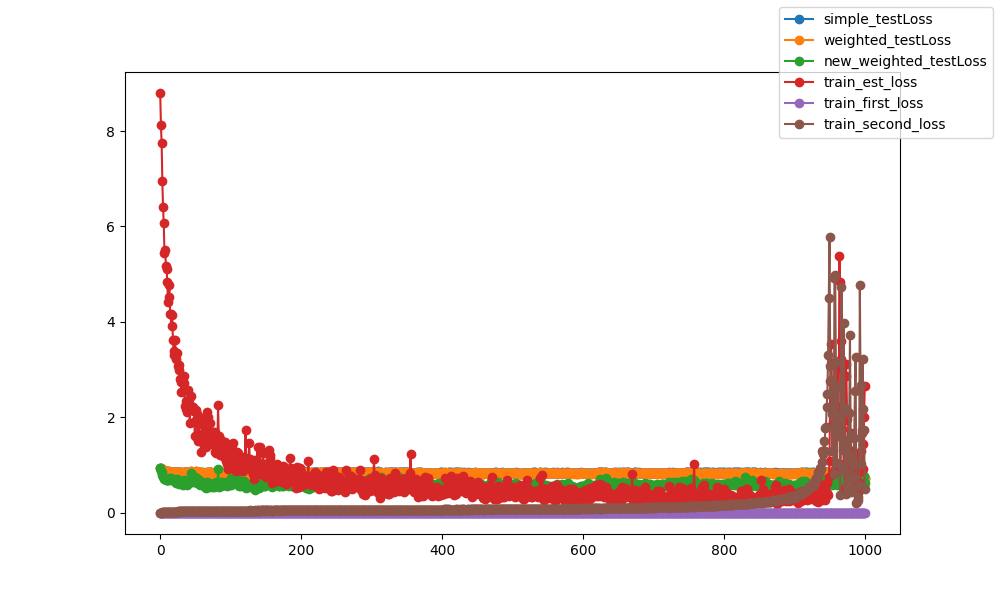 simple_testLoss
weighted_testLoss
new_weighted_testLoss
train_est_loss
train_first_loss
train_second_loss
8
6
4
2
0
0 200 400 600 800 1000